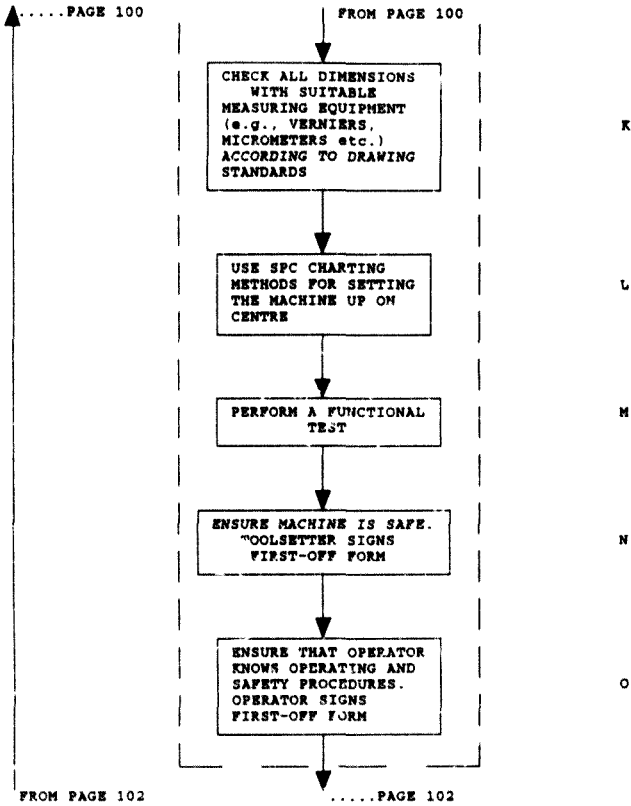 .....PAGE 100
FROM PAGE 100
CHECK ALL DIMENSIONS
WITH SUITABLE
MEASURING EQUIPMENT
(e.g., VERNIERS,
MICROMETERS etc.)
ACCORDING TO DRAWING
STANDARDS
K
USE SPC CHARTING
METHODS FOR SETTING
THE MACHINE UP ON
CENTRE
L
PERFORM A FUNCTIONAL
TEST
M
ENSURE MACHINE IS SAFE.
TOOLSETTER SIGNS
FIRST-OFF FORM
N
ENSURE THAT OPERATOR
KNOWS OPERATING AND
SAFETY PROCEDURES.
OPERATOR SIGNS
FIRST-OFF FORM
O
FROM PAGE 102
.....PAGE 102